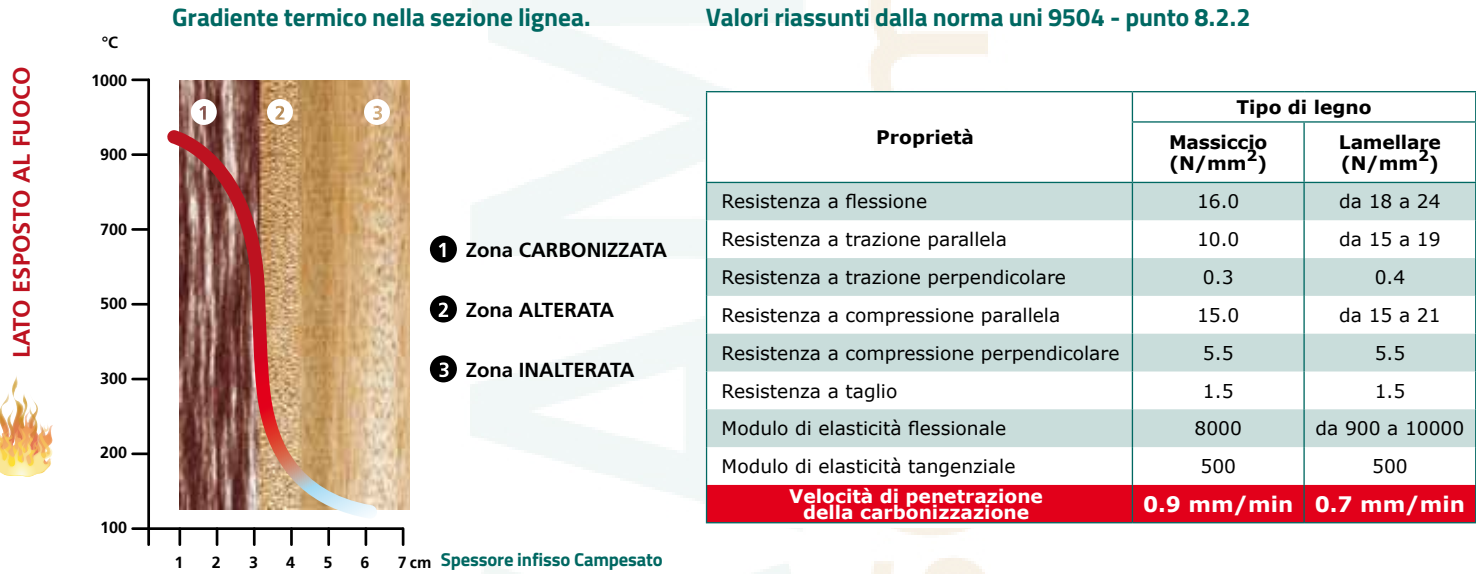 Gradiente termico nella sezione lignea.
°C
LATO ESPOSTO AL FUOCO
1000
900
700
500
300
200
100
1 2 3
1 2 3 4 5 6 7 cm
Spessore infisso Campesato
1 Zona CARBONIZZATA
2 Zona ALTERATA
3 Zona INALTERATA
Valori riassunti dalla norma uni 9504 - punto 8.2.2
Proprietà
Tipo di legno
Massiccio
(N/mm²)
Lamellare
(N/mm²)
Resistenza a flessione 16.0 da 18 a 24
Resistenza a trazione parallela 10.0 da 15 a 19
Resistenza a trazione perpendicolare 0.3 0.4
Resistenza a compressione parallela 15.0 da 15 a 21
Resistenza a compressione perpendicolare 5.5 5.5
Resistenza a taglio 1.5 1.5
Modulo di elasticità flessionale 8000 da 900 a 10000
Modulo di elasticità tangenziale 500 500
Velocità di penetrazione
della carbonizzazione 0.9 mm/min 0.7 mm/min